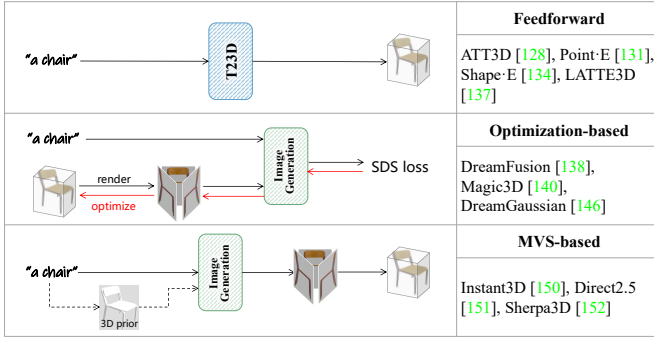 Feedforward
"a chair"
T23D
ATT3D [128], Point·E [131],
Shape·E [134], LATTE3D
[137]
Optimization-based
"a chair"
Image
Generation
SDS loss
render
optimize
DreamFusion [138],
Magic3D [140],
DreamGaussian [146]
MVS-based
"a chair"
Image
Generation
3D prior
Instant3D [150], Direct2.5
[151], Sherpa3D [152]